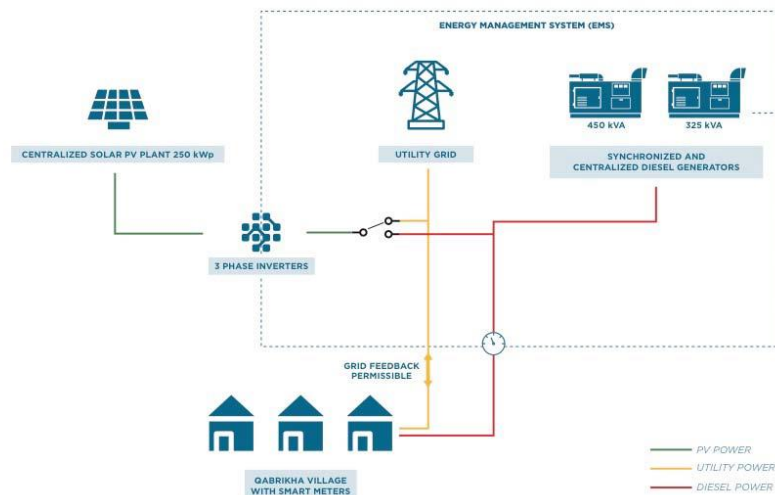 ENERGY MANAGEMENT SYSTEM (EMS)
450 kVA
325 kVA
CENTRALIZED SOLAR PV PLANT 250 kWp
UTILITY GRID
SYNCHRONIZED AND
CENTRALIZED DIESEL GENERATORS
3 PHASE INVERTERS
GRID FEEDBACK
PERMISSIBLE
QABRIKHA VILLAGE
WITH SMART METERS
PV POWER
UTILITY POWER
DIESEL POWER